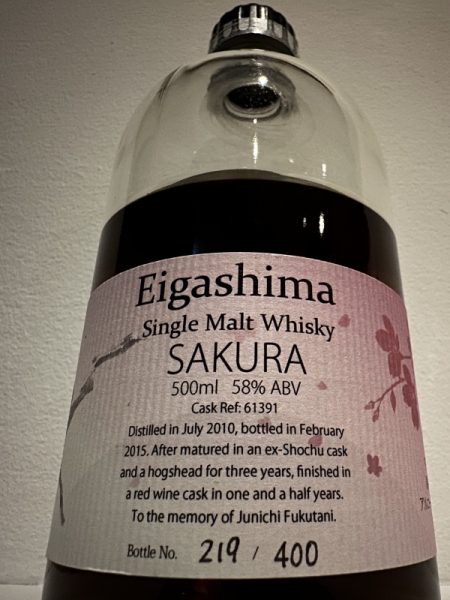 Eigashima
Single Malt Whisky
SAKURA
500ml 58% ABV
Cask Ref: 61391
Distilled in July 2010, bottled in February
2015. After matured in an ex-Shochu cask
and a hogshead for three years, finished in
a red wine cask in one and a half years.
To the memory of Junichi Fukutani.
Bottle No. 219 / 400